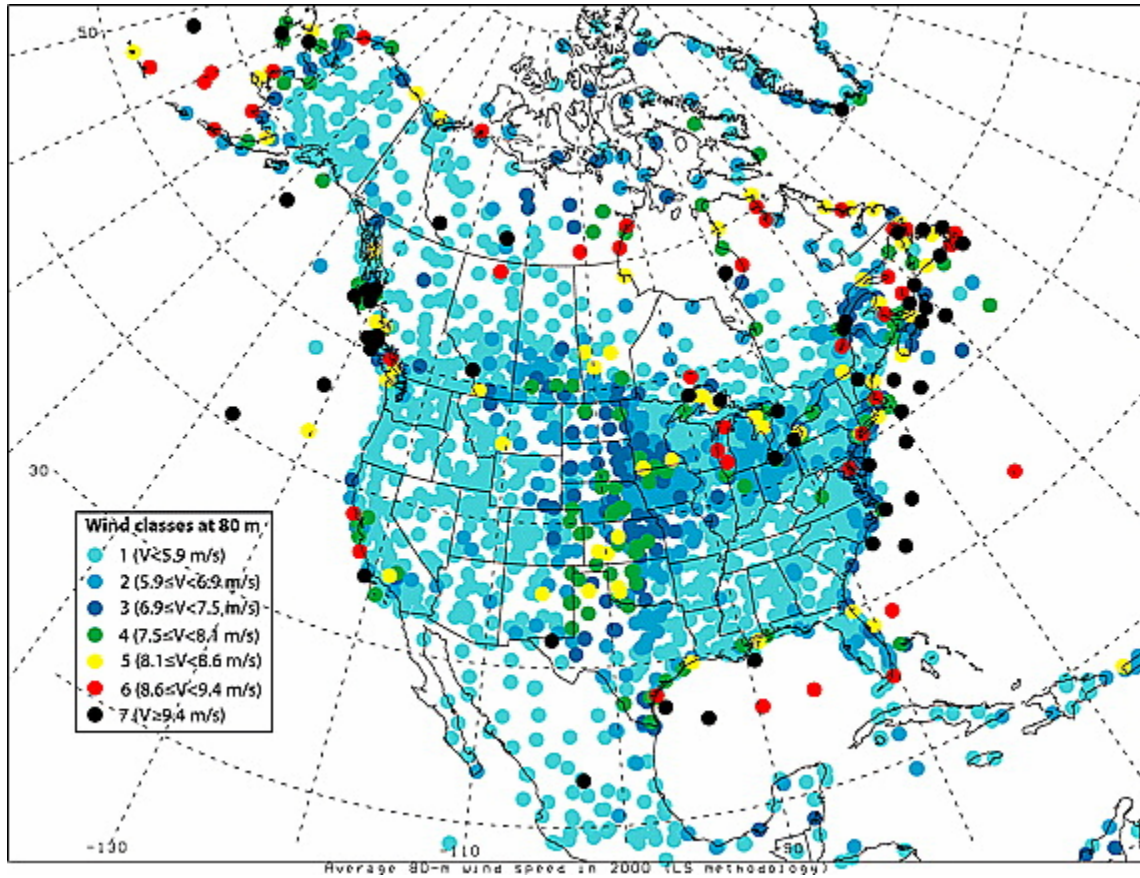 50
30
Wind classes at 80 m
1 (V<5.9 m/s)
2 (5.9≤V<6.9 m/s)
3 (6.9≤V<7.5 m/s)
4 (7.5≤V<8.1 m/s)
5 (8.1≤V<8.6 m/s)
6 (8.6≤V<9.4 m/s)
7 (V≥9.4 m/s)
-130
-110
-90
Average 80-m wind speed in 2000 (LS methodology)